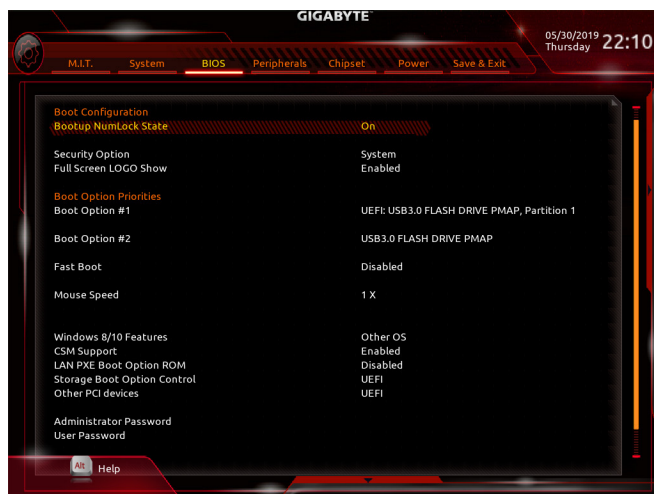 GIGABYTE™
05/30/2019 Thursday 22:10
M.I.T. System BIOS Peripherals Chipset Power Save & Exit
Boot Configuration
Bootup NumLock State On
Security Option System
Full Screen LOGO Show Enabled
Boot Option Priorities
Boot Option #1 UEFI: USB3.0 FLASH DRIVE PMAP, Partition 1
Boot Option #2 USB3.0 FLASH DRIVE PMAP
Fast Boot Disabled
Mouse Speed 1 X
Windows 8/10 Features Other OS
CSM Support Enabled
LAN PXE Boot Option ROM Disabled
Storage Boot Option Control UEFI
Other PCI devices UEFI
Administrator Password
User Password
Alt Help